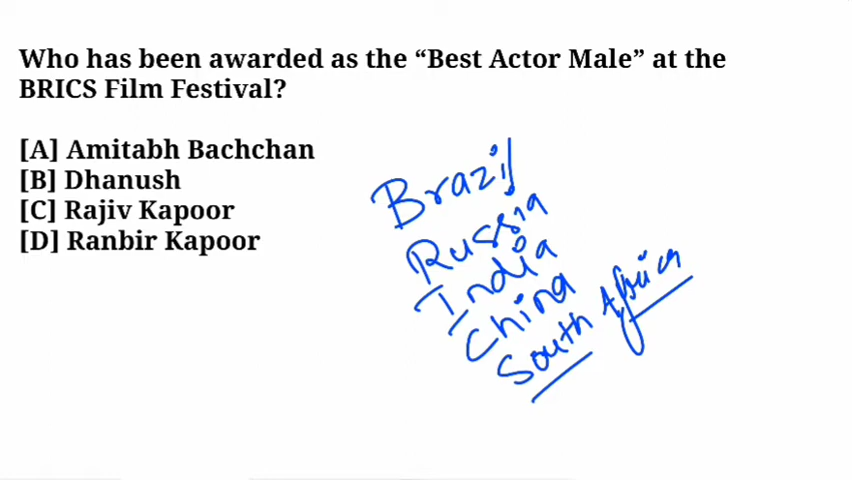 Who has been awarded as the “Best Actor Male” at the
BRICS Film Festival?
[A] Amitabh Bachchan
[B] Dhanush
[C] Rajiv Kapoor
[D] Ranbir Kapoor
Brazil
Russia
India
China
South Africa